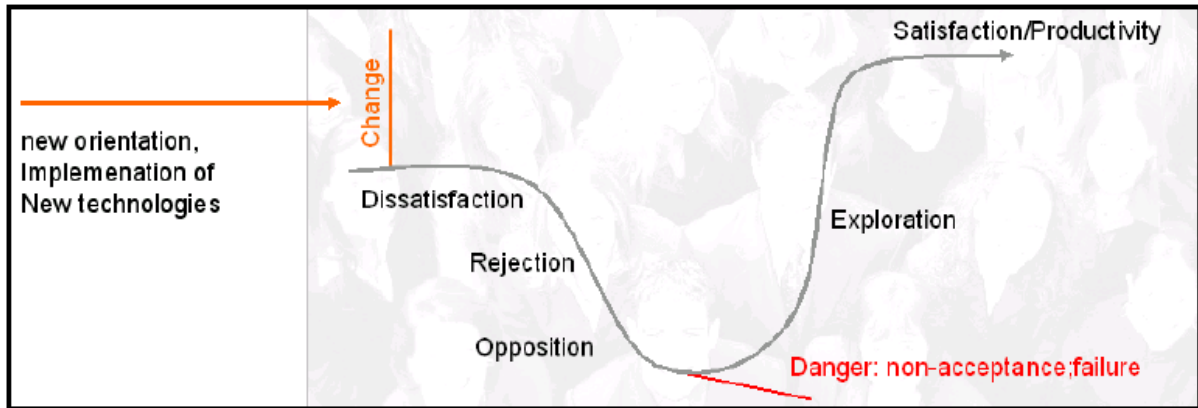 Satisfaction/Productivity
Change
new orientation,
Implemenation of
New technologies
Dissatisfaction
Exploration
Rejection
Opposition
Danger: non-acceptance;failure